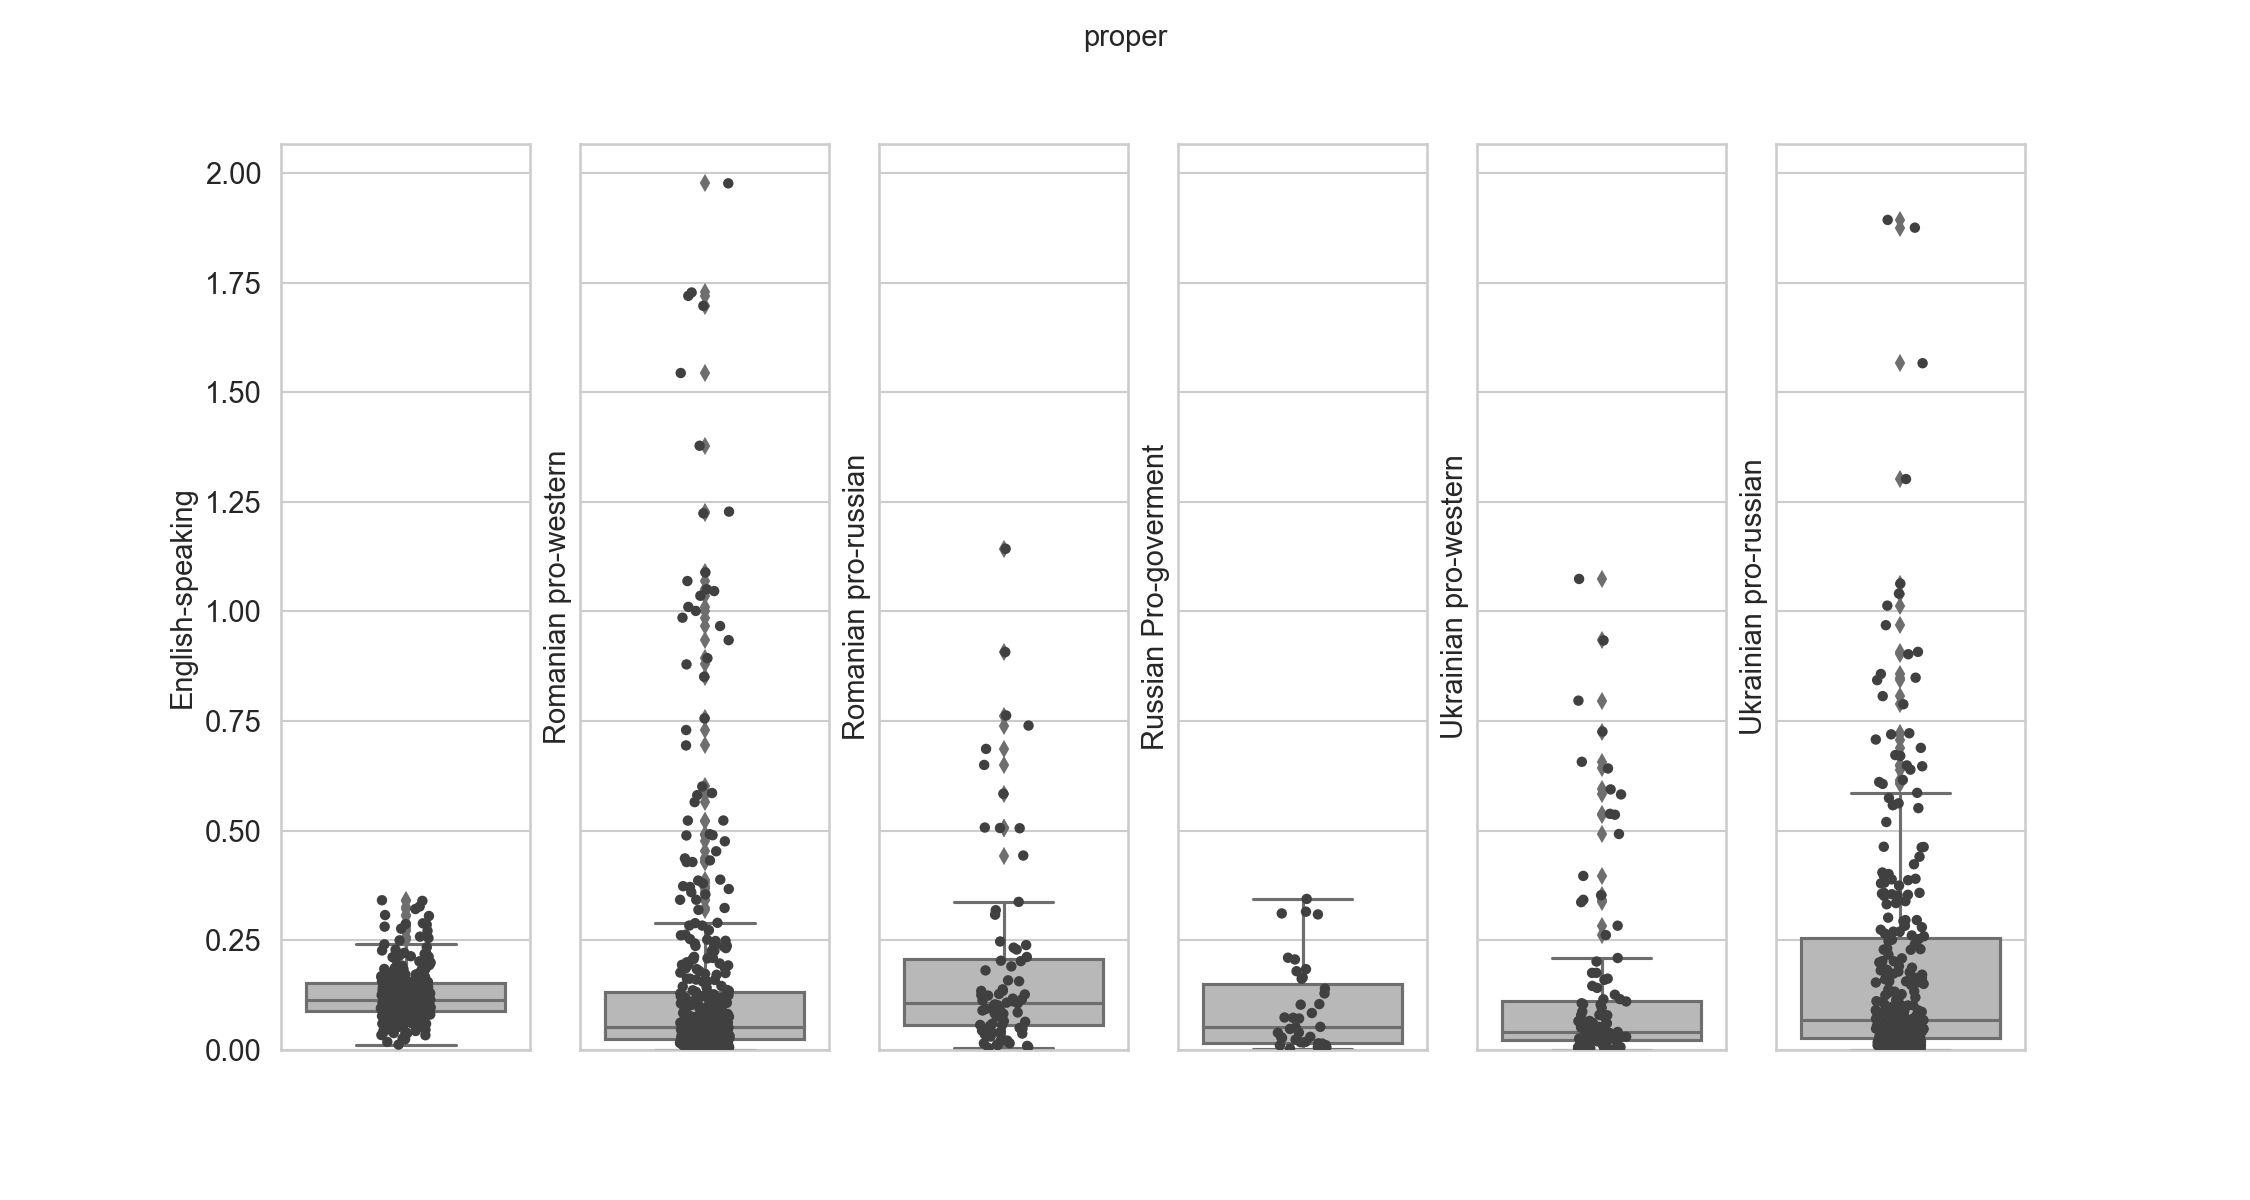 proper
2.00
1.75
1.50
1.25
1.00
0.75
0.50
0.25
0.00
English-speaking
Romanian pro-western
Romanian pro-russian
Russian Pro-goverment
Ukrainian pro-western
Ukrainian pro-russian